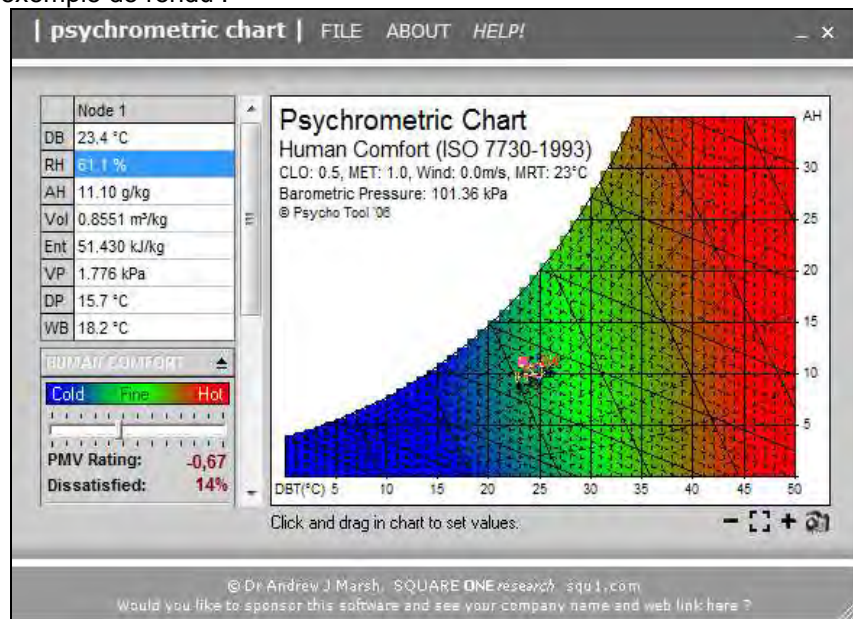 exemple de rendu :
| psychrometric chart | FILE ABOUT HELP!
Node 1
DB 23.4 °C
RH 61.1 %
AH 11.10 g/kg
Vol 0.8551 m³/kg
Ent 51.430 kJ/kg
VP 1.776 kPa
DP 15.7 °C
WB 18.2 °C
HUMAN COMFORT
Cold Fine Hot
PMV Rating: -0,67
Dissatisfied: 14%
Psychrometric Chart
Human Comfort (ISO 7730-1993)
CLO: 0.5, MET: 1.0, Wind: 0.0m/s, MRT: 23°C
Barometric Pressure: 101.36 kPa
© Psycho Tool '06
AH
30
25
20
15
10
5
DBT(°C) 5 10 15 20 25 30 35 40 45 50
Click and drag in chart to set values.
© Dr Andrew J Marsh, SQUARE ONE research squ1.com
Would you like to sponsor this software and see your company name and web link here ?